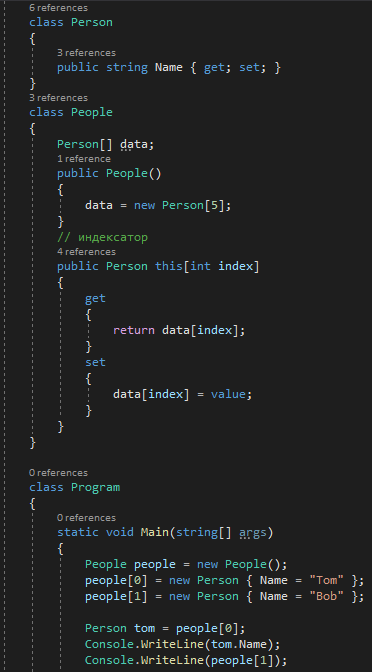 6 references
class Person
{
3 references
public string Name { get; set; }
}
3 references
class People
{
Person[] data;
1 reference
public People()
{
data = new Person[5];
}
// индексатор
4 references
public Person this[int index]
{
get
{
return data[index];
}
set
{
data[index] = value;
}
}
}
0 references
class Program
{
0 references
static void Main(string[] args)
{
People people = new People();
people[0] = new Person { Name = "Tom" };
people[1] = new Person { Name = "Bob" };
Person tom = people[0];
Console.WriteLine(tom.Name);
Console.WriteLine(people[1]);